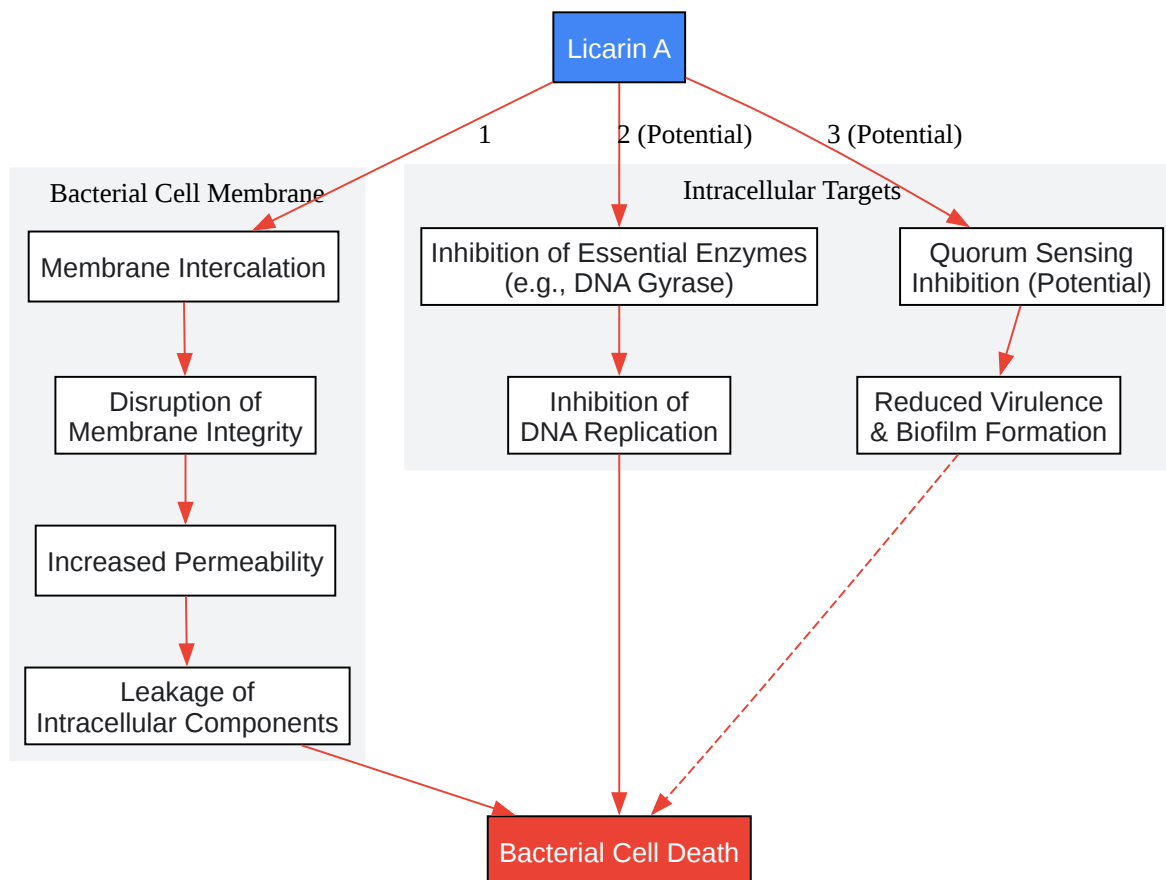 Licarin A
1
2 (Potential)
3 (Potential)
Bacterial Cell Membrane
Intracellular Targets
Membrane Intercalation
Inhibition of Essential Enzymes
(e.g., DNA Gyrase)
Quorum Sensing
Inhibition (Potential)
Disruption of
Membrane Integrity
Inhibition of
DNA Replication
Reduced Virulence
& Biofilm Formation
Increased Permeability
Leakage of
Intracellular Components
Bacterial Cell Death